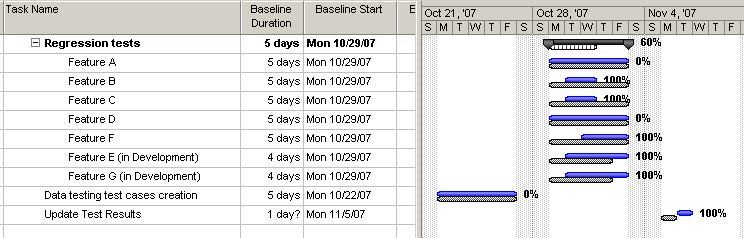 Task Name Baseline Duration Baseline Start Oct 21, '07 Oct 28, '07 Nov 4, '07
S M T W T F S S M T W T F S S M T W T F
Regression tests 5 days Mon 10/29/07 60%
Feature A 5 days Mon 10/29/07 0%
Feature B 5 days Mon 10/29/07 100%
Feature C 5 days Mon 10/29/07 100%
Feature D 5 days Mon 10/29/07 0%
Feature F 5 days Mon 10/29/07 100%
Feature E (in Development) 4 days Mon 10/29/07 100%
Feature G (in Development) 4 days Mon 10/29/07 100%
Data testing test cases creation 5 days Mon 10/22/07 0%
Update Test Results 1 day? Mon 11/5/07 100%